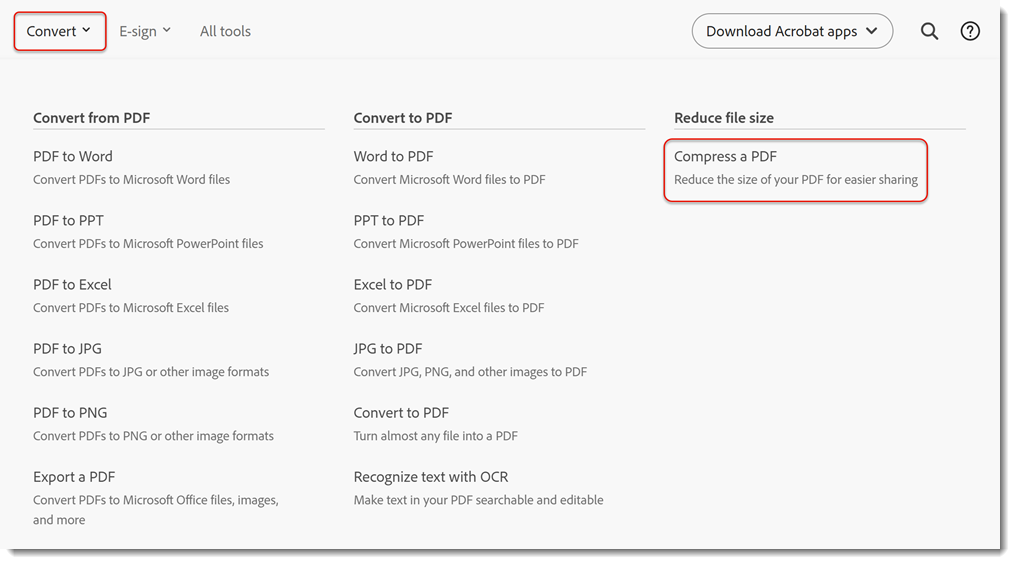 Convert
E-sign
All tools
Download Acrobat apps
Convert from PDF
PDF to Word
Convert PDFs to Microsoft Word files
PDF to PPT
Convert PDFs to Microsoft PowerPoint files
PDF to Excel
Convert PDFs to Microsoft Excel files
PDF to JPG
Convert PDFs to JPG or other image formats
PDF to PNG
Convert PDFs to PNG or other image formats
Export a PDF
Convert PDFs to Microsoft Office files, images,
and more
Convert to PDF
Word to PDF
Convert Microsoft Word files to PDF
PPT to PDF
Convert Microsoft PowerPoint files to PDF
Excel to PDF
Convert Microsoft Excel files to PDF
JPG to PDF
Convert JPG, PNG, and other images to PDF
Convert to PDF
Turn almost any file into a PDF
Recognize text with OCR
Make text in your PDF searchable and editable
Reduce file size
Compress a PDF
Reduce the size of your PDF for easier sharing